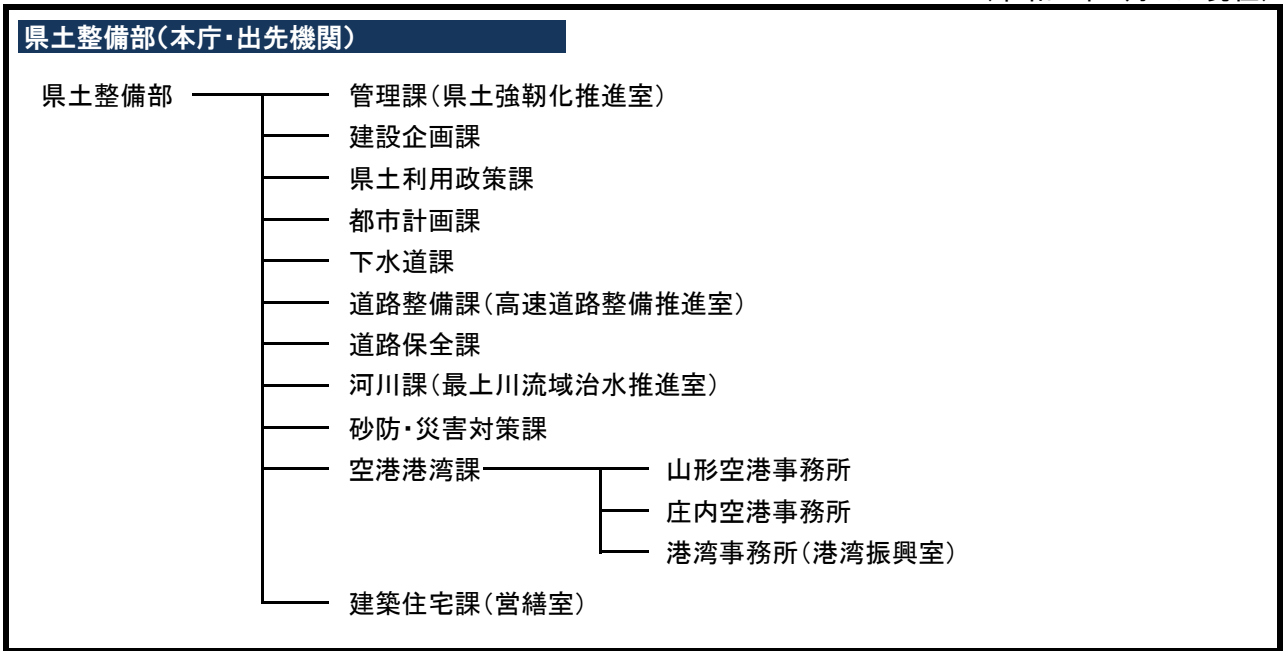 県土整備部(本庁・出先機関)
県土整備部 管理課(県土強靭化推進室)
建設企画課
県土利用政策課
都市計画課
下水道課
道路整備課(高速道路整備推進室)
道路保全課
河川課(最上川流域治水推進室)
砂防・災害対策課
空港港湾課 山形空港事務所
庄内空港事務所
港湾事務所(港湾振興室)
建築住宅課(営繕室)